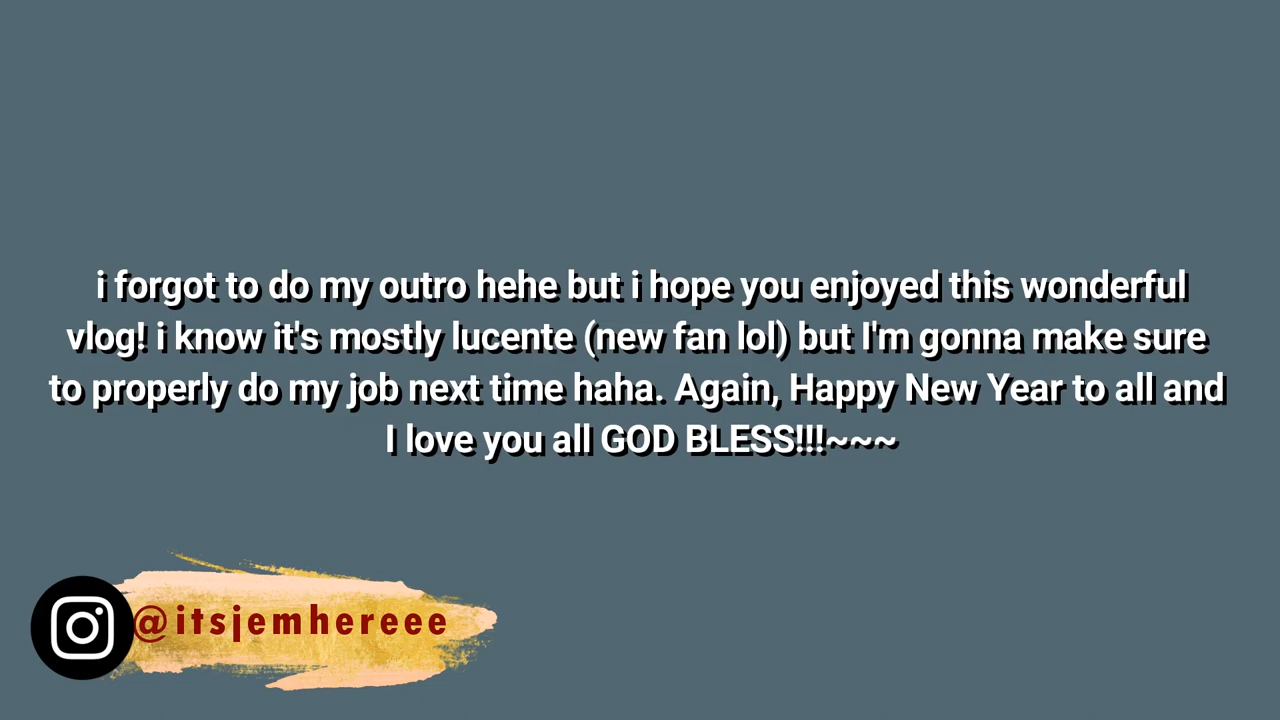 i forgot to do my outro hehe but i hope you enjoyed this wonderful
vlog! i know it's mostly lucente (new fan lol) but I'm gonna make sure
to properly do my job next time haha. Again, Happy New Year to all and
I love you all GOD BLESS!!!~~~
@itsjemhereee